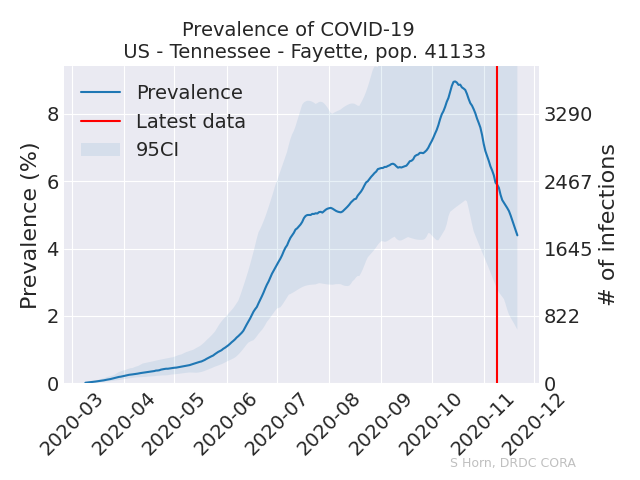 Prevalence of COVID-19
US - Tennessee - Fayette, pop. 41133
Prevalence
Latest data
95CI
Prevalence (%)
8
6
4
2
0
3290
2467
1645
822
0
# of infections
2020-03
2020-04
2020-05
2020-06
2020-07
2020-08
2020-09
2020-10
2020-11
2020-12
S Horn, DRDC CORA